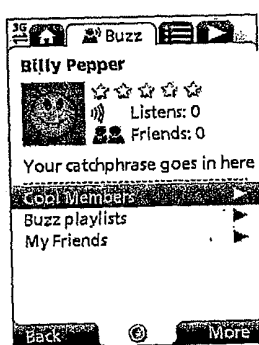 3G Buzz
Billy Pepper
Listens: 0
Friends: 0
Your catchphrase goes in here
Cool Members
Buzz playlists
My Friends
Back More